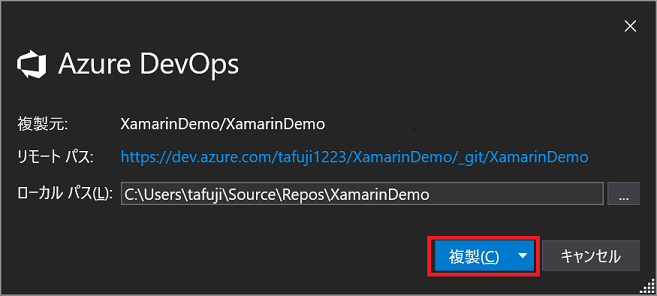 Azure DevOps
複製元: XamarinDemo/XamarinDemo
リモート パス: https://dev.azure.com/tafuji1223/XamarinDemo/_git/XamarinDemo
ローカル パス(L): C:\Users\tafuji\Source\Repos\XamarinDemo ...
複製(C) キャンセル